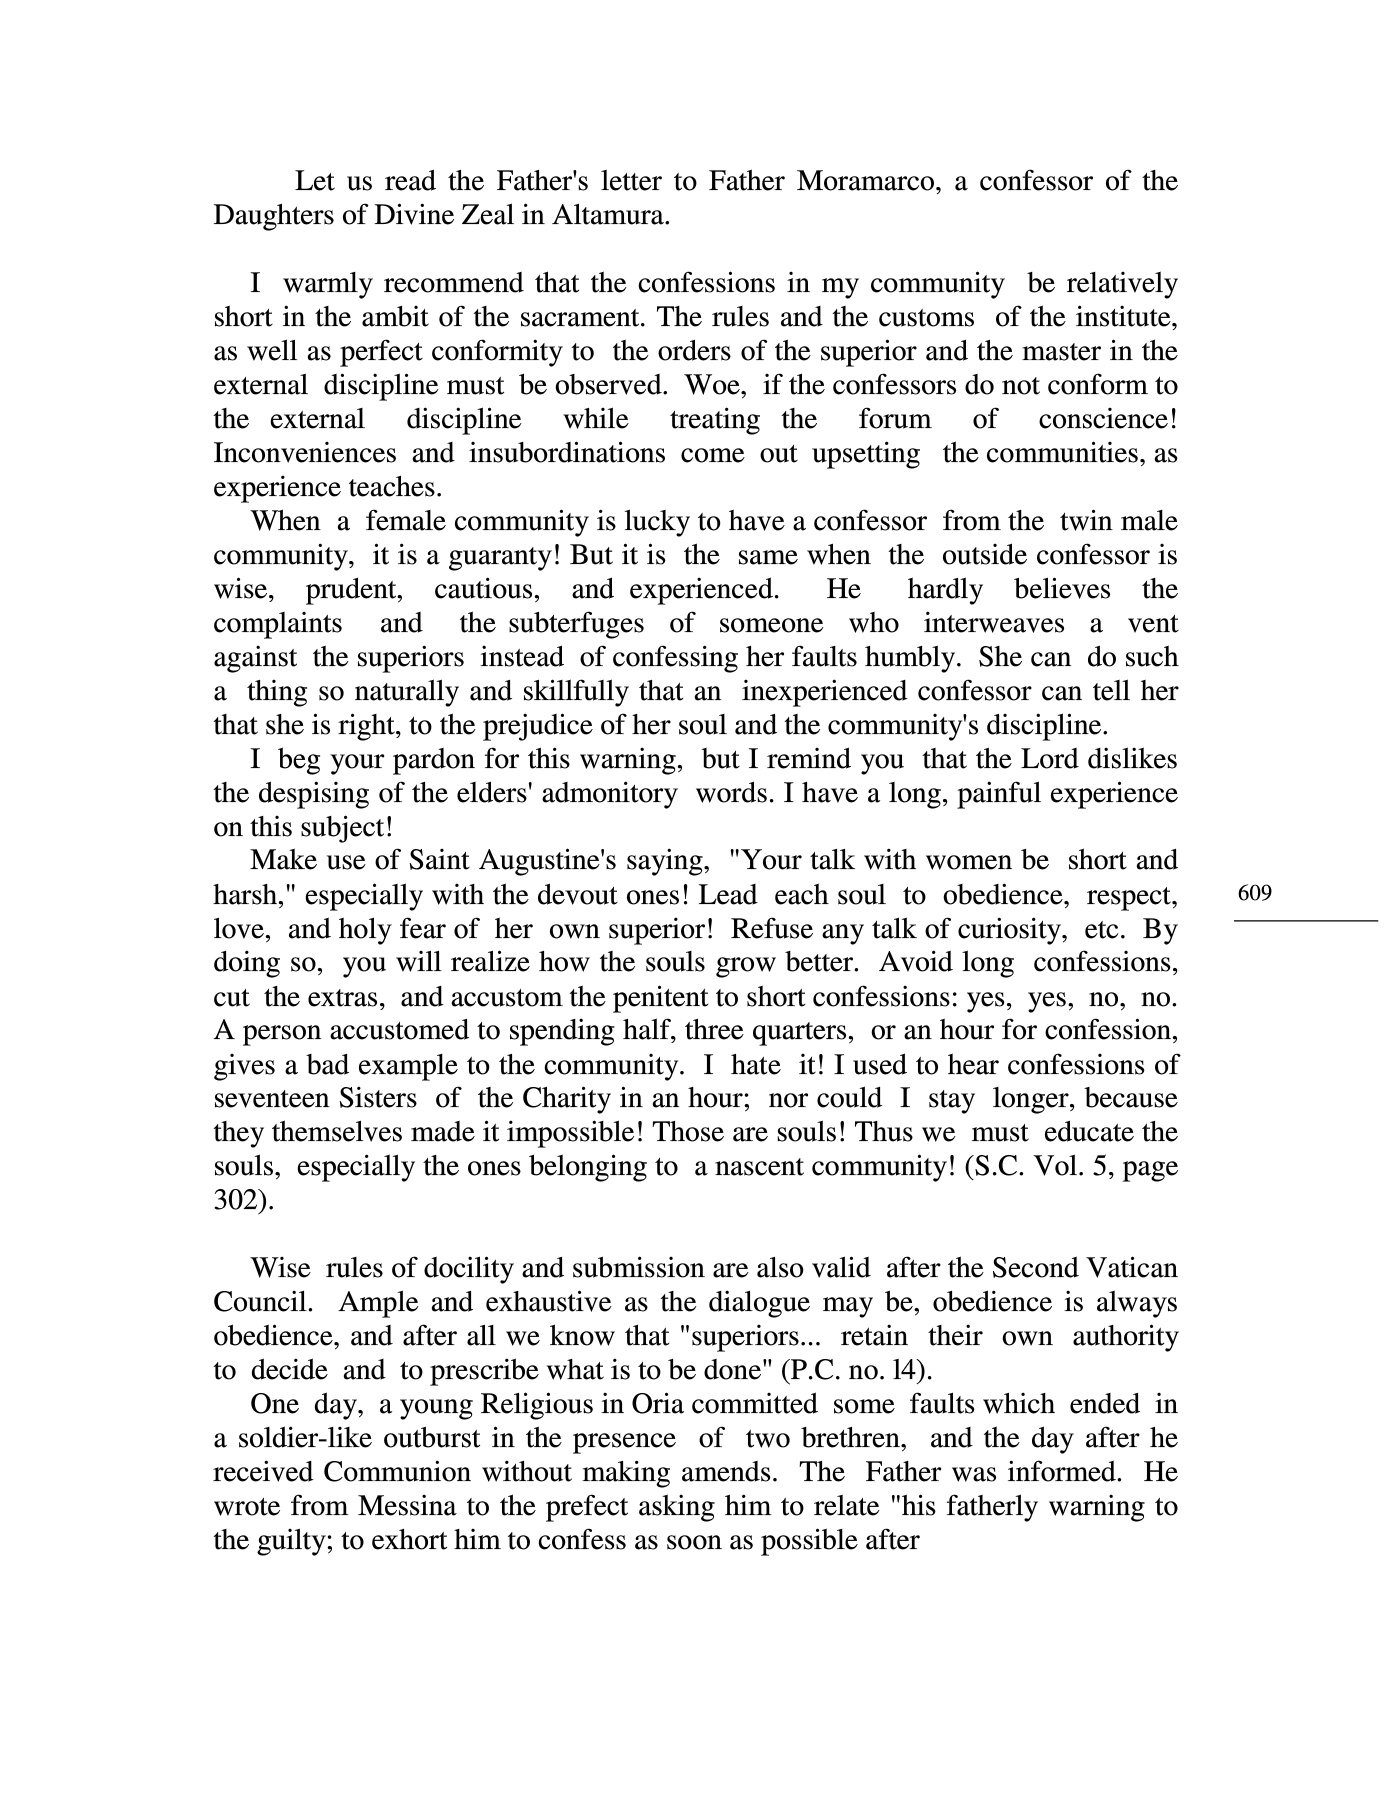 Let us read the Father's letter to Father Moramarco, a confessor of the
Daughters of Divine Zeal in Altamura.
I warmly recommend that the confessions in my community be relatively
short in the ambit of the sacrament. The rules and the customs of the institute,
as well as perfect conformity to the orders of the superior and the master in the
external discipline must be observed. Woe, if the confessors do not conform to
the external discipline while treating the forum of conscience!
Inconveniences and insubordinations come out upsetting the communities, as
experience teaches.
When a female community is lucky to have a confessor from the twin male
community, it is a guaranty! But it is the same when the outside confessor is
wise, prudent, cautious, and experienced. He hardly believes the
complaints and the subterfuges of someone who interweaves a vent
against the superiors instead of confessing her faults humbly. She can do such
a thing so naturally and skillfully that an inexperienced confessor can tell her
that she is right, to the prejudice of her soul and the community's discipline.
I beg your pardon for this warning, but I remind you that the Lord dislikes
the despising of the elders' admonitory words. I have a long, painful experience
on this subject!
Make use of Saint Augustine's saying, "Your talk with women be short and
harsh," especially with the devout ones! Lead each soul to obedience, respect,
love, and holy fear of her own superior! Refuse any talk of curiosity, etc. By
doing so, you will realize how the souls grow better. Avoid long confessions,
cut the extras, and accustom the penitent to short confessions: yes, yes, no, no.
A person accustomed to spending half, three quarters, or an hour for confession,
gives a bad example to the community. I hate it! I used to hear confessions of
seventeen Sisters of the Charity in an hour; nor could I stay longer, because
they themselves made it impossible! Those are souls! Thus we must educate the
souls, especially the ones belonging to a nascent community! (S.C. Vol. 5, page
302).
609
Wise rules of docility and submission are also valid after the Second Vatican
Council. Ample and exhaustive as the dialogue may be, obedience is always
obedience, and after all we know that "superiors... retain their own authority
to decide and to prescribe what is to be done" (P.C. no. l4).
One day, a young Religious in Oria committed some faults which ended in
a soldier-like outburst in the presence of two brethren, and the day after he
received Communion without making amends. The Father was informed. He
wrote from Messina to the prefect asking him to relate "his fatherly warning to
the guilty; to exhort him to confess as soon as possible after